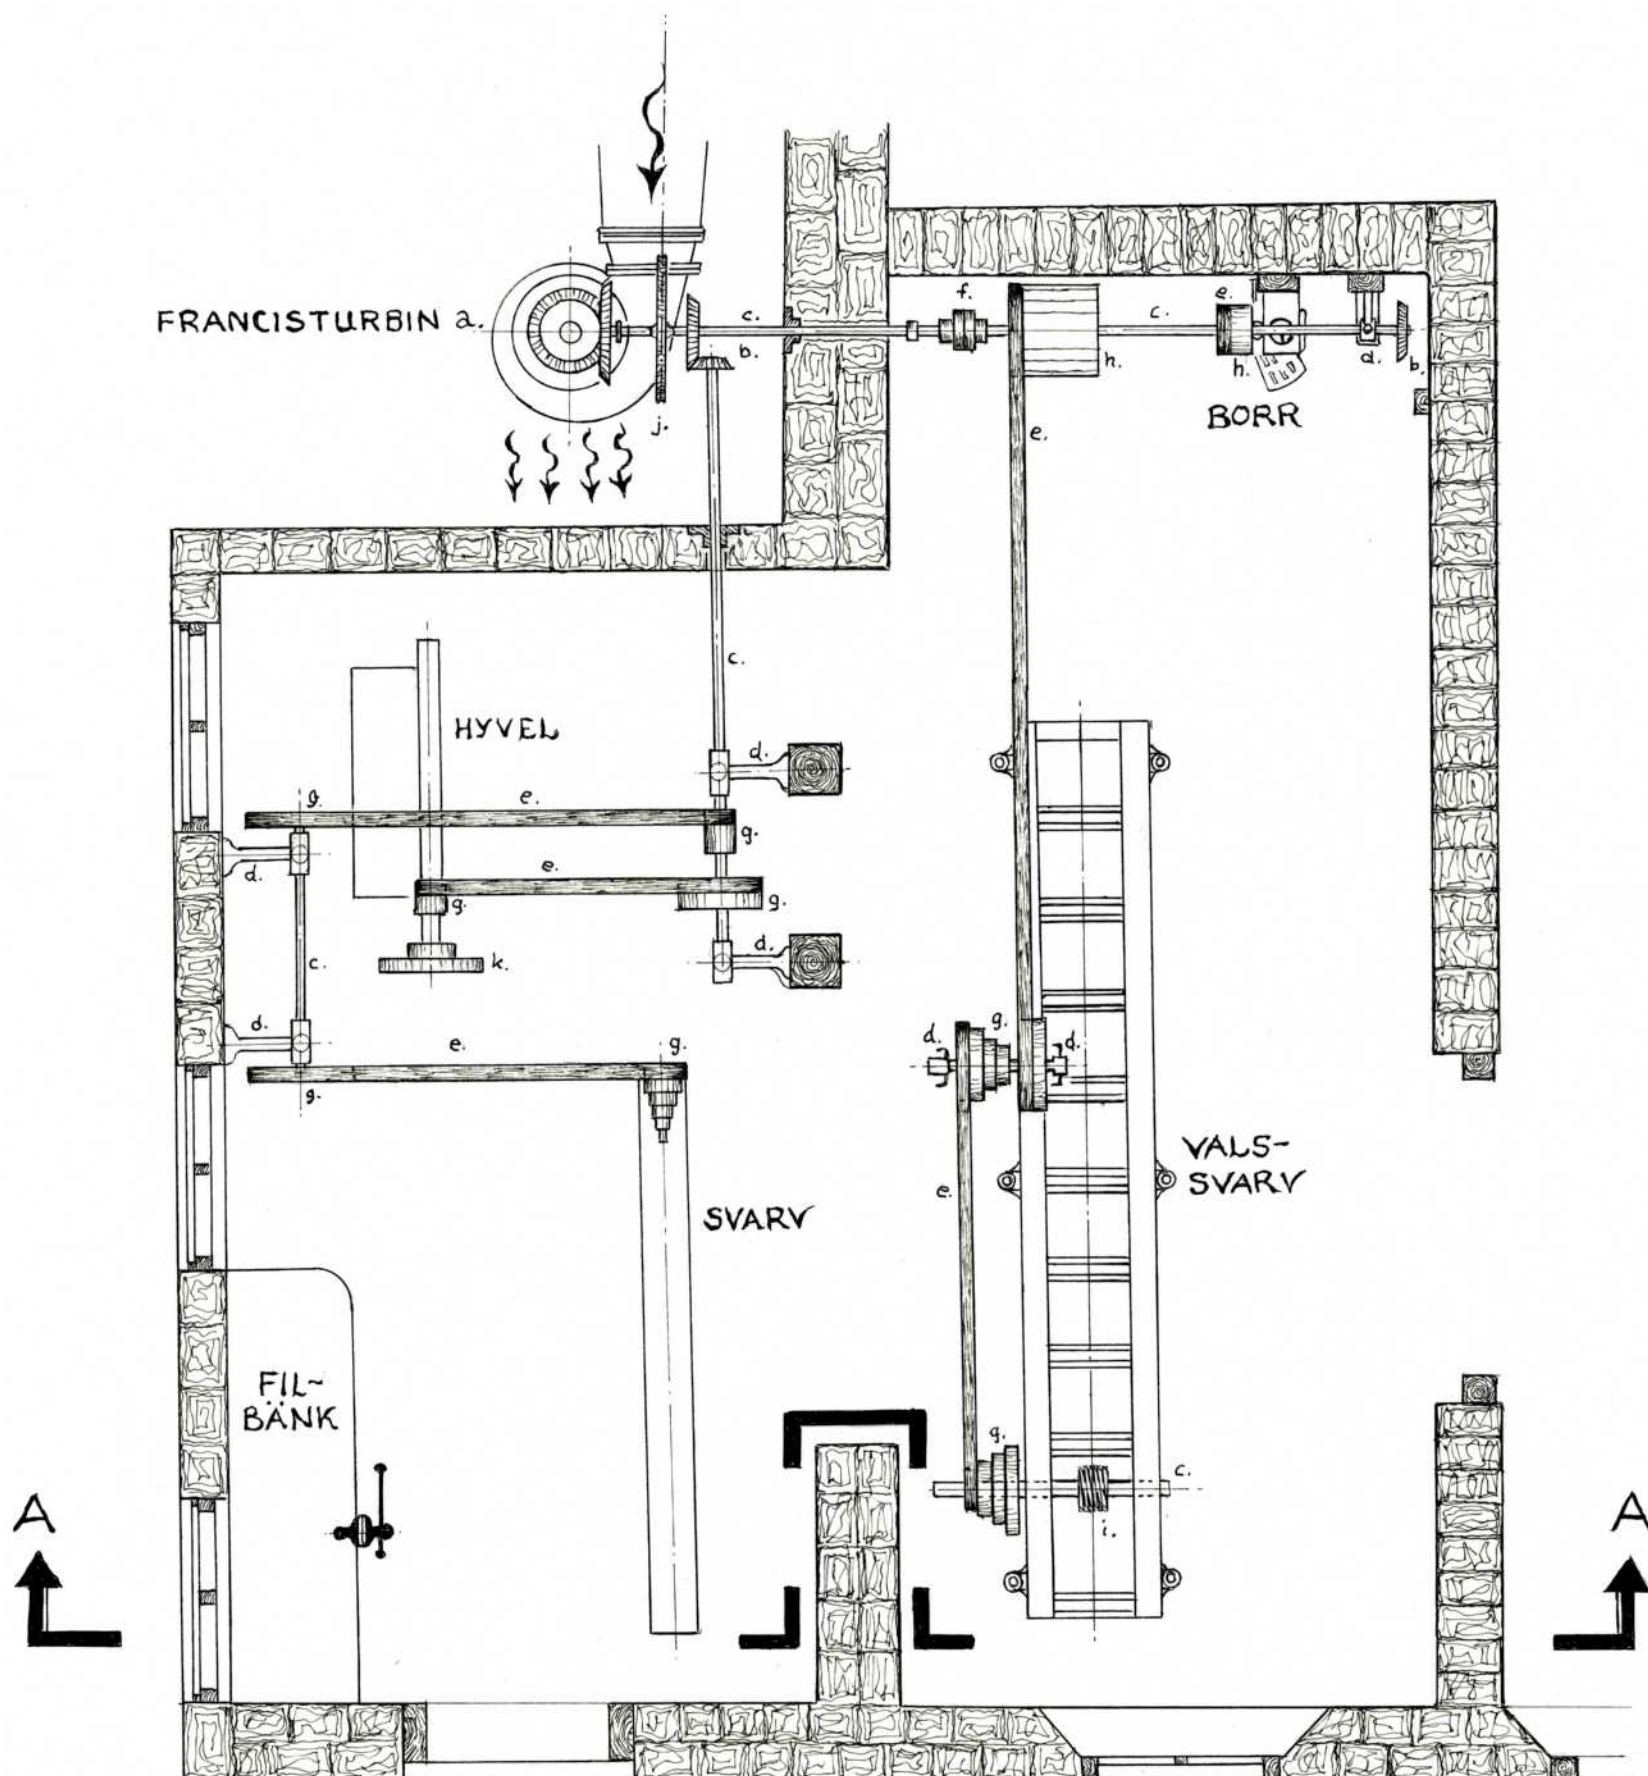 FRANCISTURBIN a.
c.
b.
j.
f.
h.
c.
e.
h.
d.
b.
BORR
e.
c.
HYVEL
d.
g.
e.
g.
d.
e.
g.
g.
d.
c.
k.
d.
e.
g.
g.
d.
g.
d.
e.
VALS-
SVARV
SVARV
FIL-
BÄNK
g.
c.
i.
A
A